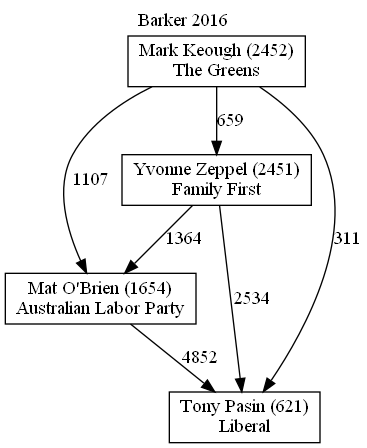 Barker 2016
Mark Keough (2452)
The Greens
659
Yvonne Zeppel (2451)
Family First
1107
1364
311
Mat O'Brien (1654)
Australian Labor Party
2534
4852
Tony Pasin (621)
Liberal